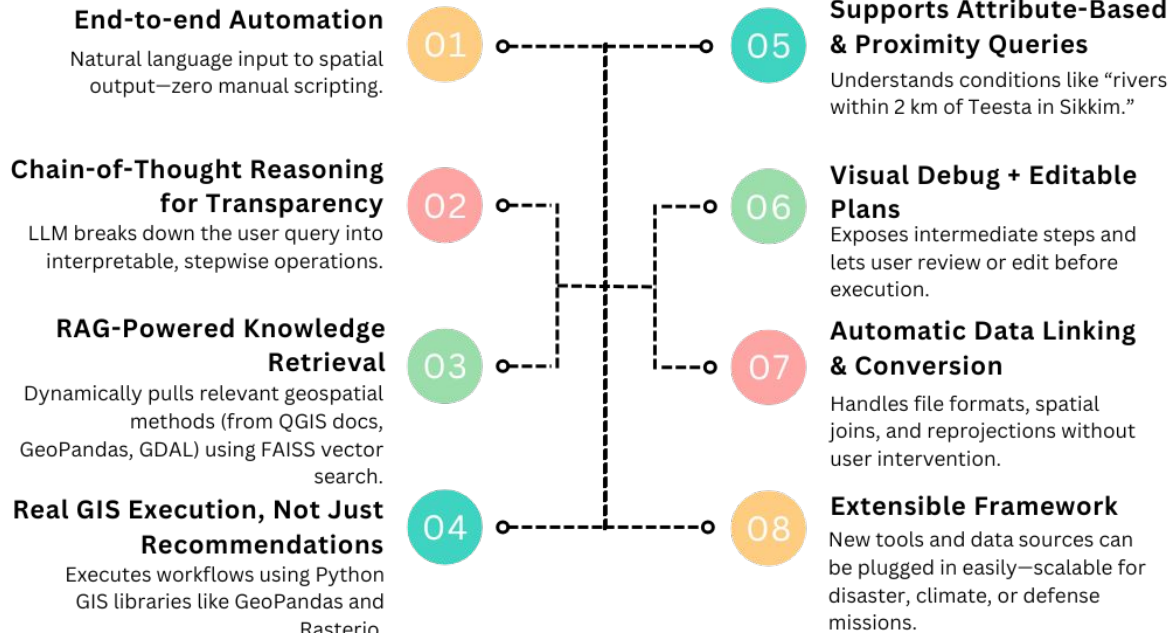 End-to-end Automation
Natural language input to spatial
output—zero manual scripting.
01
Chain-of-Thought Reasoning
for Transparency
LLM breaks down the user query into
interpretable, stepwise operations.
02
RAG-Powered Knowledge
Retrieval
Dynamically pulls relevant geospatial
methods (from QGIS docs,
GeoPandas, GDAL) using FAISS vector
search.
03
Real GIS Execution, Not Just
Recommendations
Executes workflows using Python
GIS libraries like GeoPandas and
Rasterio.
04
05
Supports Attribute-Based
& Proximity Queries
Understands conditions like “rivers
within 2 km of Teesta in Sikkim.”
06
Visual Debug + Editable
Plans
Exposes intermediate steps and
lets user review or edit before
execution.
07
Automatic Data Linking
& Conversion
Handles file formats, spatial
joins, and reprojections without
user intervention.
08
Extensible Framework
New tools and data sources can
be plugged in easily—scalable for
disaster, climate, or defense
missions.